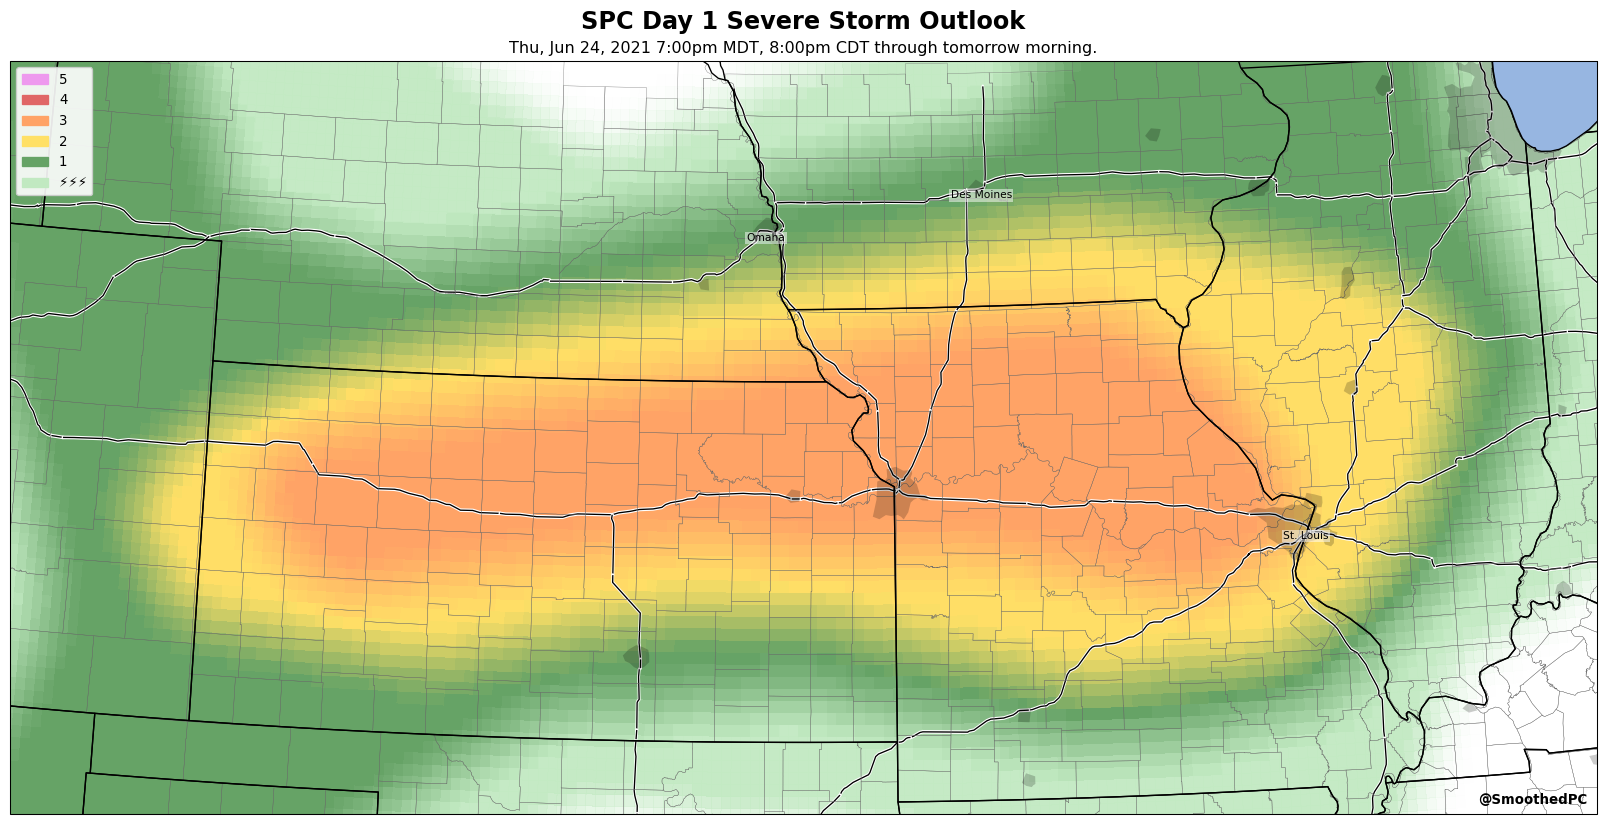 SPC Day 1 Severe Storm Outlook
Thu, Jun 24, 2021 7:00pm MDT, 8:00pm CDT through tomorrow morning.
5
4
3
2
1
⚡⚡⚡
Des Moines
Omaha
St. Louis
@SmoothedPC